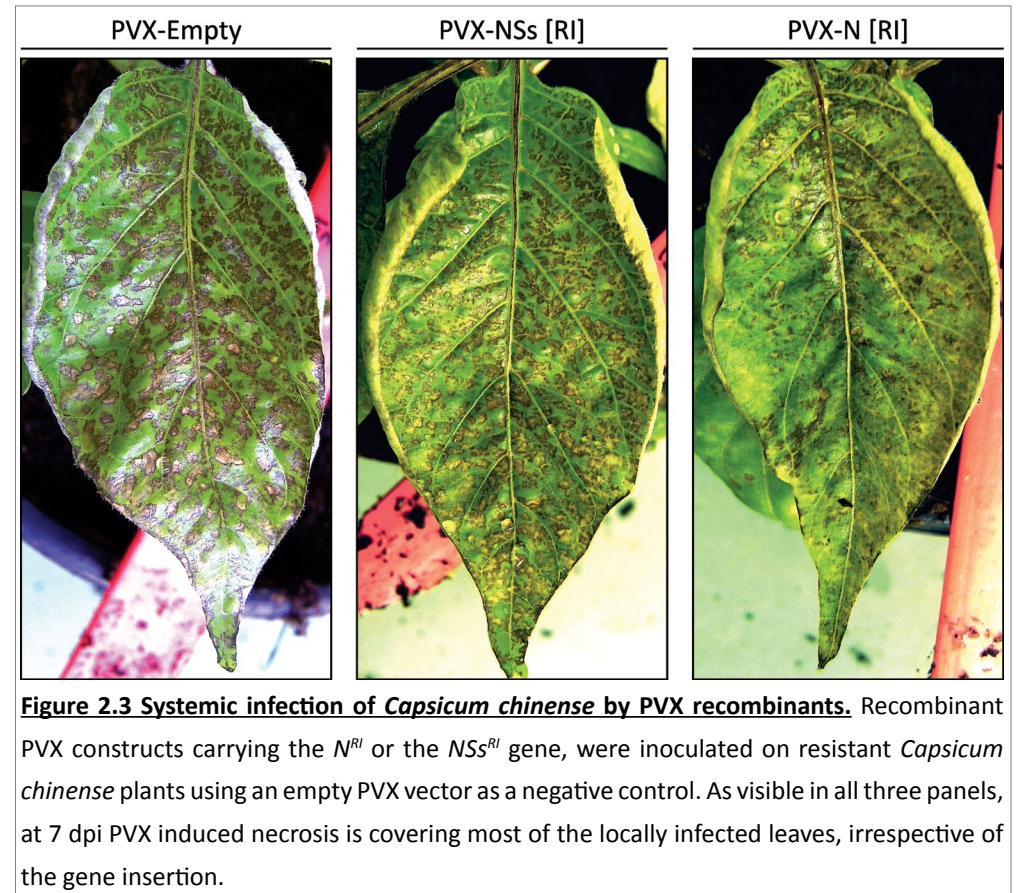 PVX-Empty
PVX-NSs [RI]
PVX-N [RI]
Figure 2.3 Systemic infection of Capsicum chinense by PVX recombinants. Recombinant
PVX constructs carrying the N^RI or the NSs^RI gene, were inoculated on resistant Capsicum
chinense plants using an empty PVX vector as a negative control. As visible in all three panels,
at 7 dpi PVX induced necrosis is covering most of the locally infected leaves, irrespective of
the gene insertion.